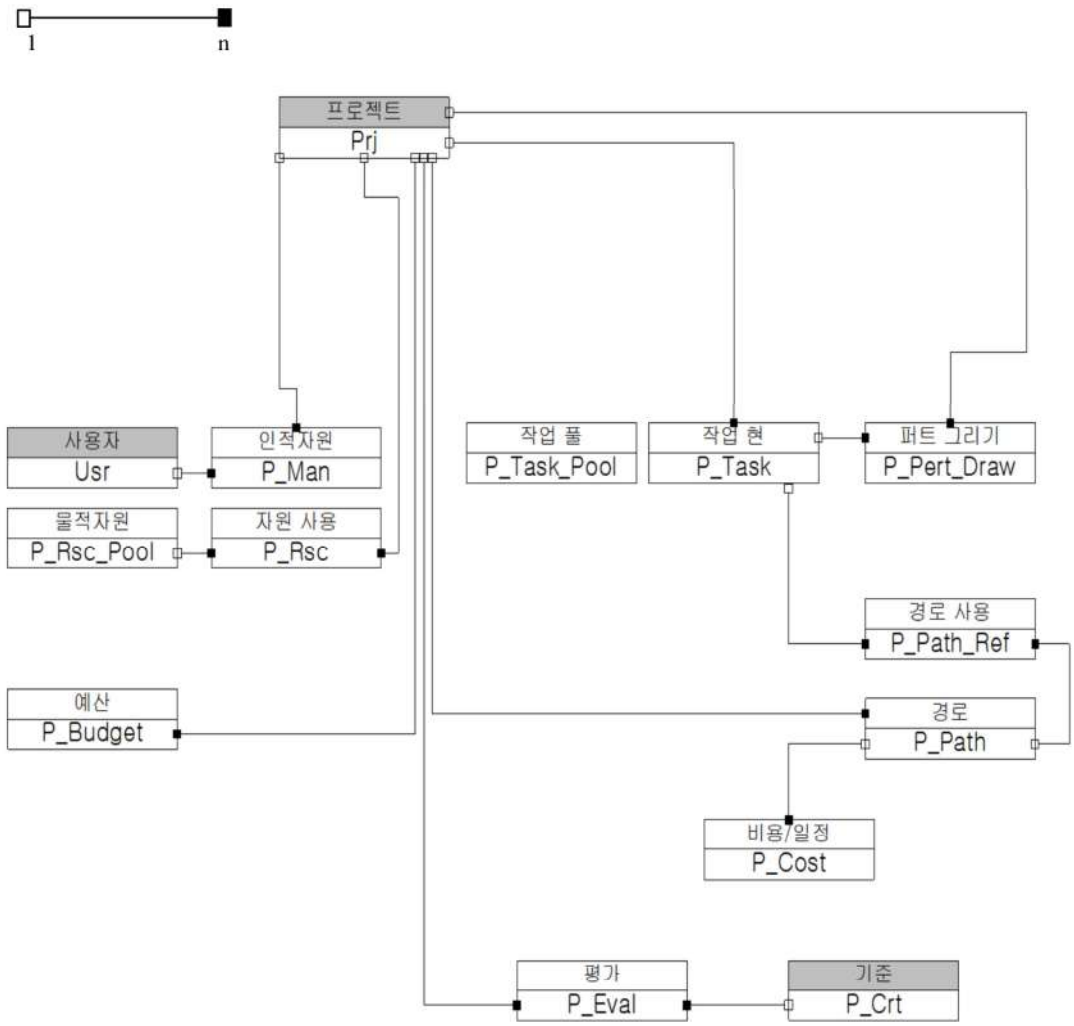 1
n
프로젝트
Prj
사용자
Usr
인적자원
P_Man
작업 풀
P_Task_Pool
작업 현
P_Task
퍼트 그리기
P_Pert_Draw
물적자원
P_Rsc_Pool
자원 사용
P_Rsc
경로 사용
P_Path_Ref
예산
P_Budget
경로
P_Path
비용/일정
P_Cost
평가
P_Eval
기준
P_Crt